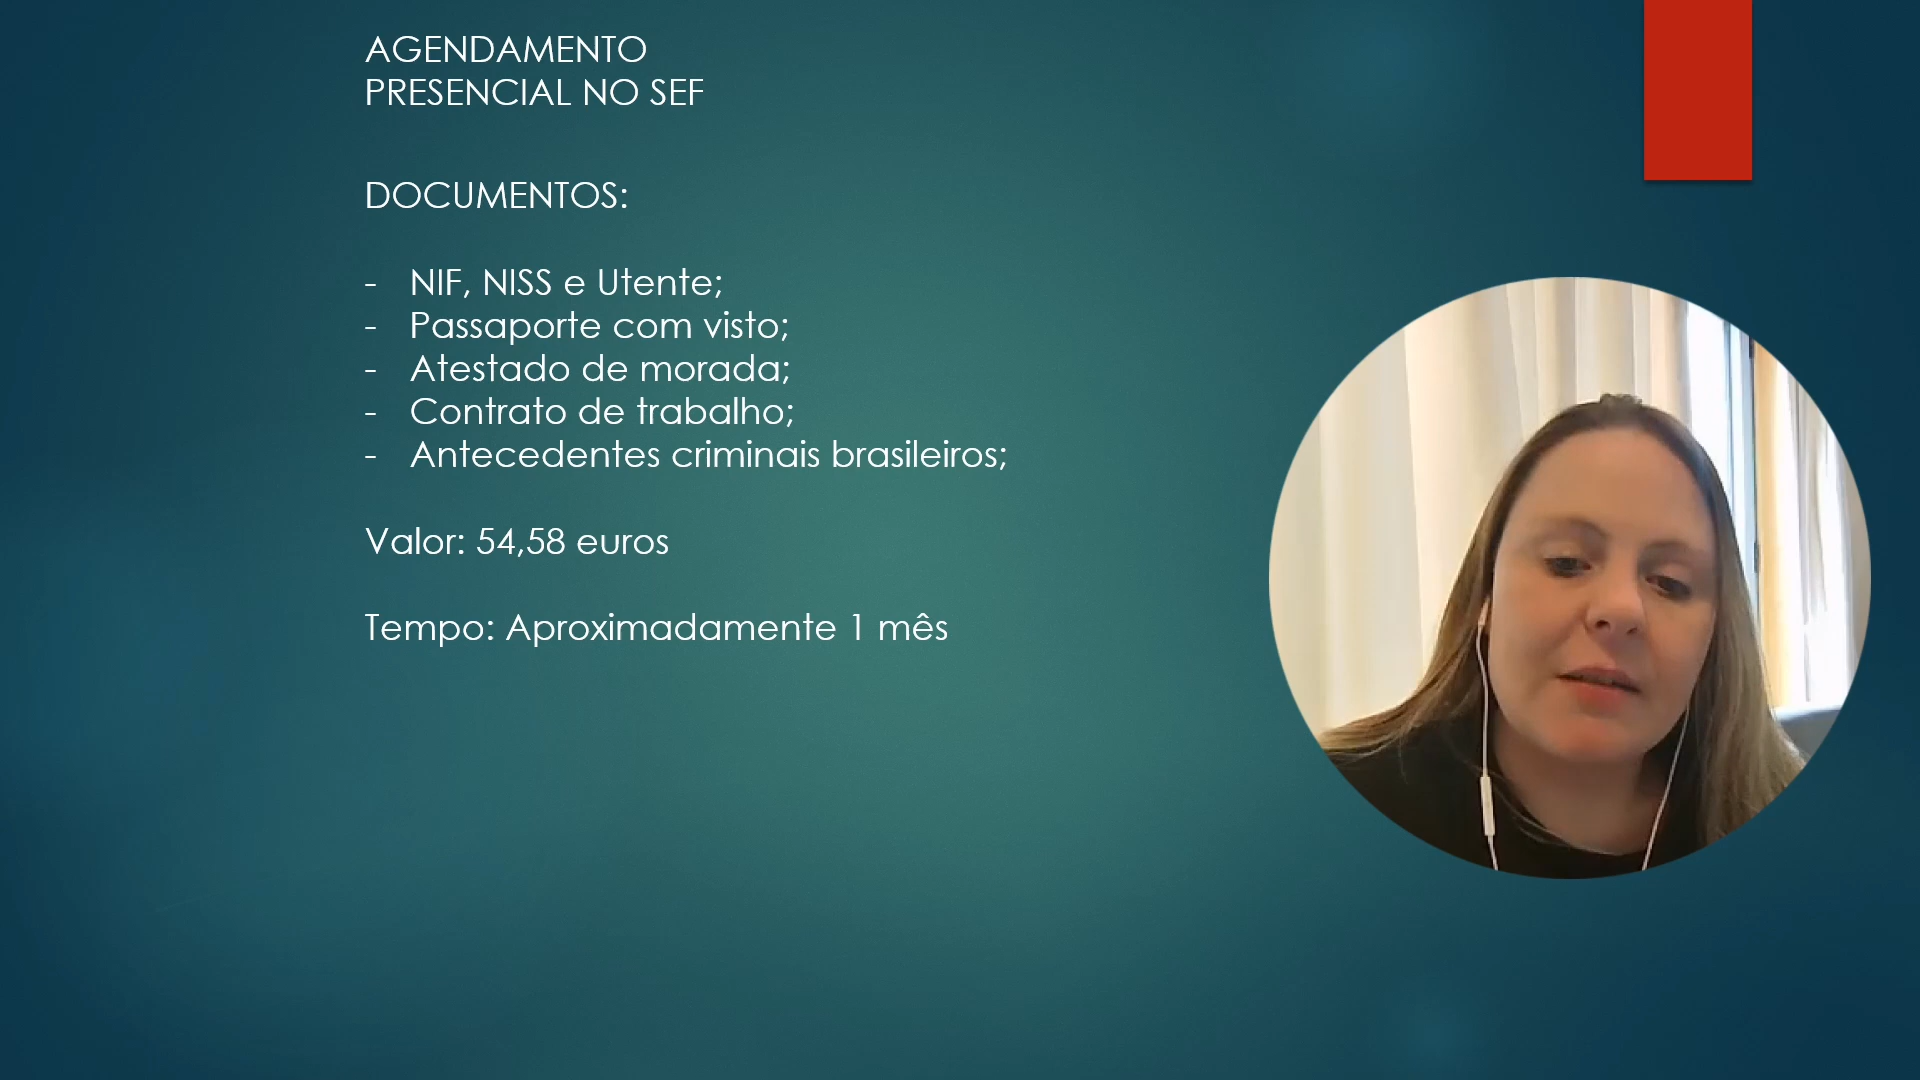 AGENDAMENTO
PRESENCIAL NO SEF
DOCUMENTOS:
- NIF, NISS e Utente;
- Passaporte com visto;
- Atestado de morada;
- Contrato de trabalho;
- Antecedentes criminais brasileiros;
Valor: 54,58 euros
Tempo: Aproximadamente 1 mês